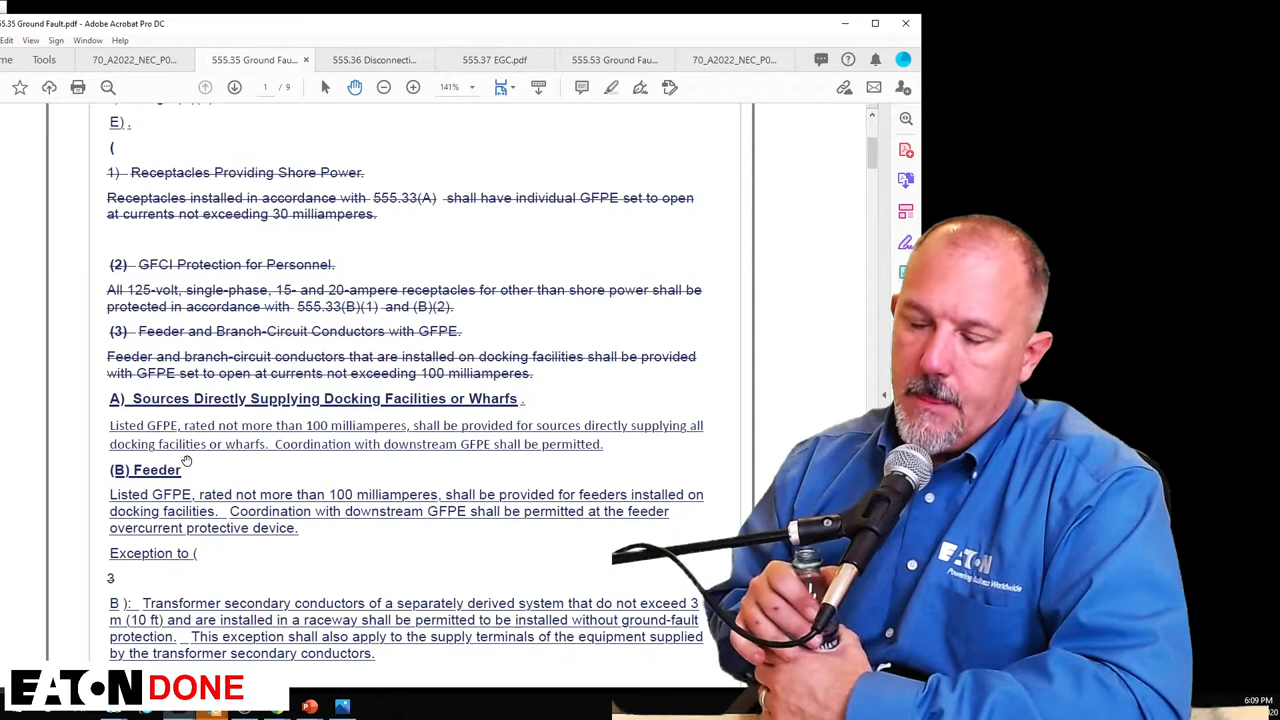 5.35 Ground Fault.pdf - Adobe Acrobat Pro DC
Edit View Sign Window Help
me Tools 70_A2022_NEC_P0... 555.35 Ground Fau... × 555.36 Disconnecti... 555.37 EGC.pdf 555.53 Ground Fau... 70_A2022_NEC_P0...
1 / 9 141%
E) .
(
1) Receptacles Providing Shore Power.
Receptacles installed in accordance with 555.33(A) shall have individual GFPE set to open
at currents not exceeding 30 milliamperes.
(2) GFCI Protection for Personnel.
All 125-volt, single-phase, 15- and 20-ampere receptacles for other than shore power shall be
protected in accordance with 555.33(B)(1) and (B)(2).
(3) Feeder and Branch-Circuit Conductors with GFPE.
Feeder and branch-circuit conductors that are installed on docking facilities shall be provided
with GFPE set to open at currents not exceeding 100 milliamperes.
A) Sources Directly Supplying Docking Facilities or Wharfs .
Listed GFPE, rated not more than 100 milliamperes, shall be provided for sources directly supplying all
docking facilities or wharfs. Coordination with downstream GFPE shall be permitted.
(B) Feeder
Listed GFPE, rated not more than 100 milliamperes, shall be provided for feeders installed on
docking facilities. Coordination with downstream GFPE shall be permitted at the feeder
overcurrent protective device.
Exception to (
3
B ): Transformer secondary conductors of a separately derived system that do not exceed 3
m (10 ft) and are installed in a raceway shall be permitted to be installed without ground-fault
protection. This exception shall also apply to the supply terminals of the equipment supplied
by the transformer secondary conductors.
EATON
Powering Business Worldwide
EATON DONE
6:09 PM